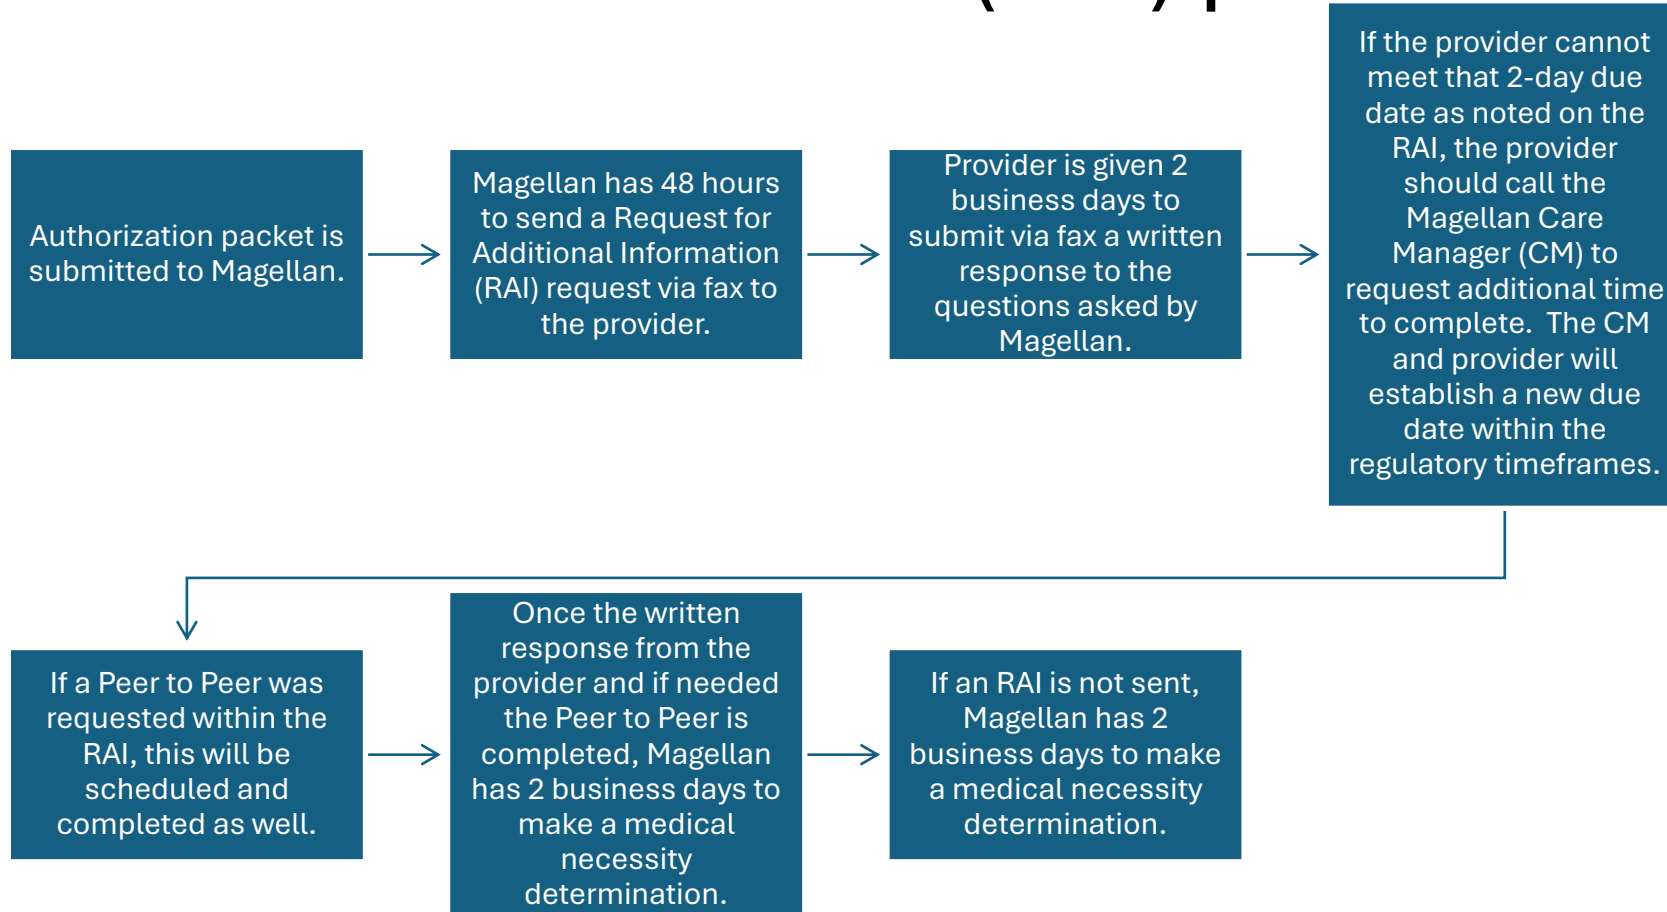 Authorization packet is
submitted to Magellan.
Magellan has 48 hours
to send a Request for
Additional Information
(RAI) request via fax to
the provider.
Provider is given 2
business days to
submit via fax a written
response to the
questions asked by
Magellan.
If the provider cannot
meet that 2-day due
date as noted on the
RAI, the provider
should call the
Magellan Care
Manager (CM) to
request additional time
to complete.  The CM
and provider will
establish a new due
date within the
regulatory timeframes.
If a Peer to Peer was
requested within the
RAI, this will be
scheduled and
completed as well.
Once the written
response from the
provider and if needed
the Peer to Peer is
completed, Magellan
has 2 business days to
make a medical
necessity
determination.
If an RAI is not sent,
Magellan has 2
business days to make
a medical necessity
determination.